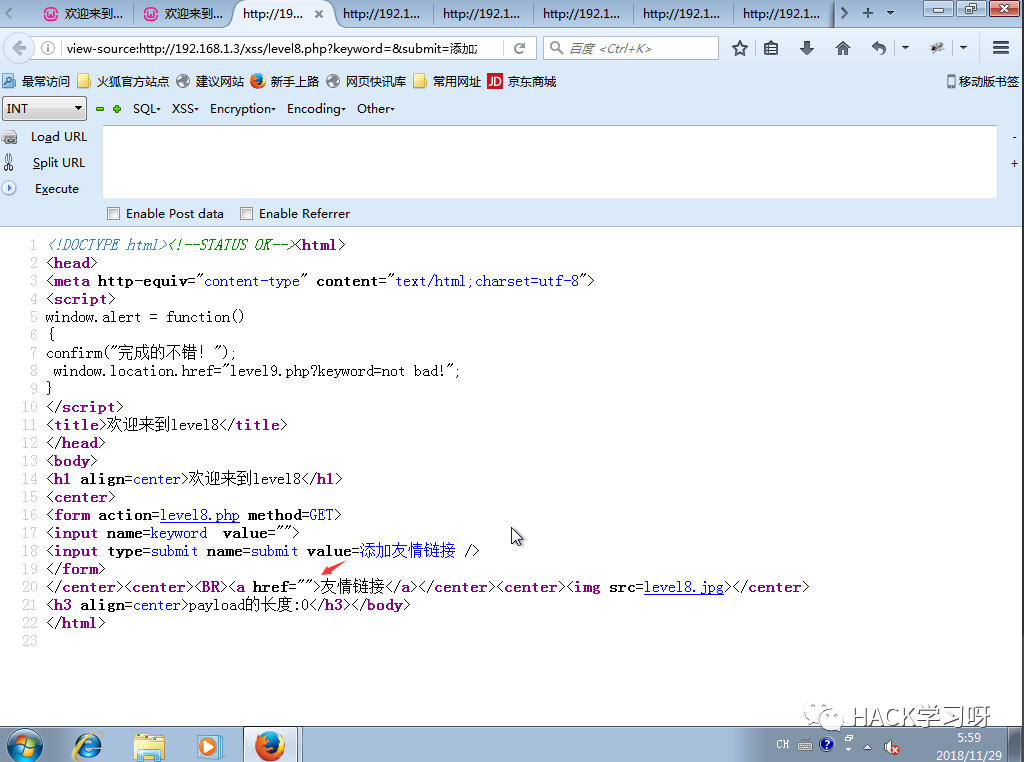 欢迎来到...
欢迎来到...
http://19...
http://192.1...
http://192.1...
http://192.1...
http://192.1...
http://192.1...
view-source:http://192.168.1.3/xss/level8.php?keyword=&submit=添加
百度 <Ctrl+K>
最常访问 火狐官方站点 建议网站 新手上路 网页快讯库 常用网址 JD 京东商城 移动版书签
INT SQL XSS Encryption Encoding Other
Load URL
Split URL
Execute
Enable Post data Enable Referrer
1 <!DOCTYPE html><!--STATUS OK--><html>
2 <head>
3 <meta http-equiv="content-type" content="text/html;charset=utf-8">
4 <script>
5 window.alert = function()
6 {
7 confirm("完成的不错！");
8 window.location.href="level9.php?keyword=not bad!";
9 }
10 </script>
11 <title>欢迎来到level8</title>
12 </head>
13 <body>
14 <h1 align=center>欢迎来到level8</h1>
15 <center>
16 <form action=level8.php method=GET>
17 <input name=keyword value="">
18 <input type=submit name=submit value=添加友情链接 />
19 </form>
20 </center><center><BR><a href="">友情链接</a></center><center><img src=level8.jpg></center>
21 <h3 align=center>payload的长度:0</h3></body>
22 </html>
23
HACK学习呀
CH
5:59
2018/11/29